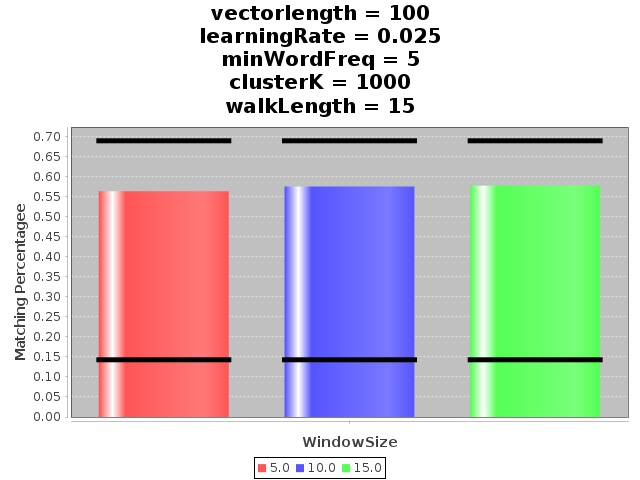 vectorlength = 100
learningRate = 0.025
minWordFreq = 5
clusterK = 1000
walkLength = 15
Matching Percentagee
0.70
0.65
0.60
0.55
0.50
0.45
0.40
0.35
0.30
0.25
0.20
0.15
0.10
0.05
0.00
WindowSize
5.0 10.0 15.0